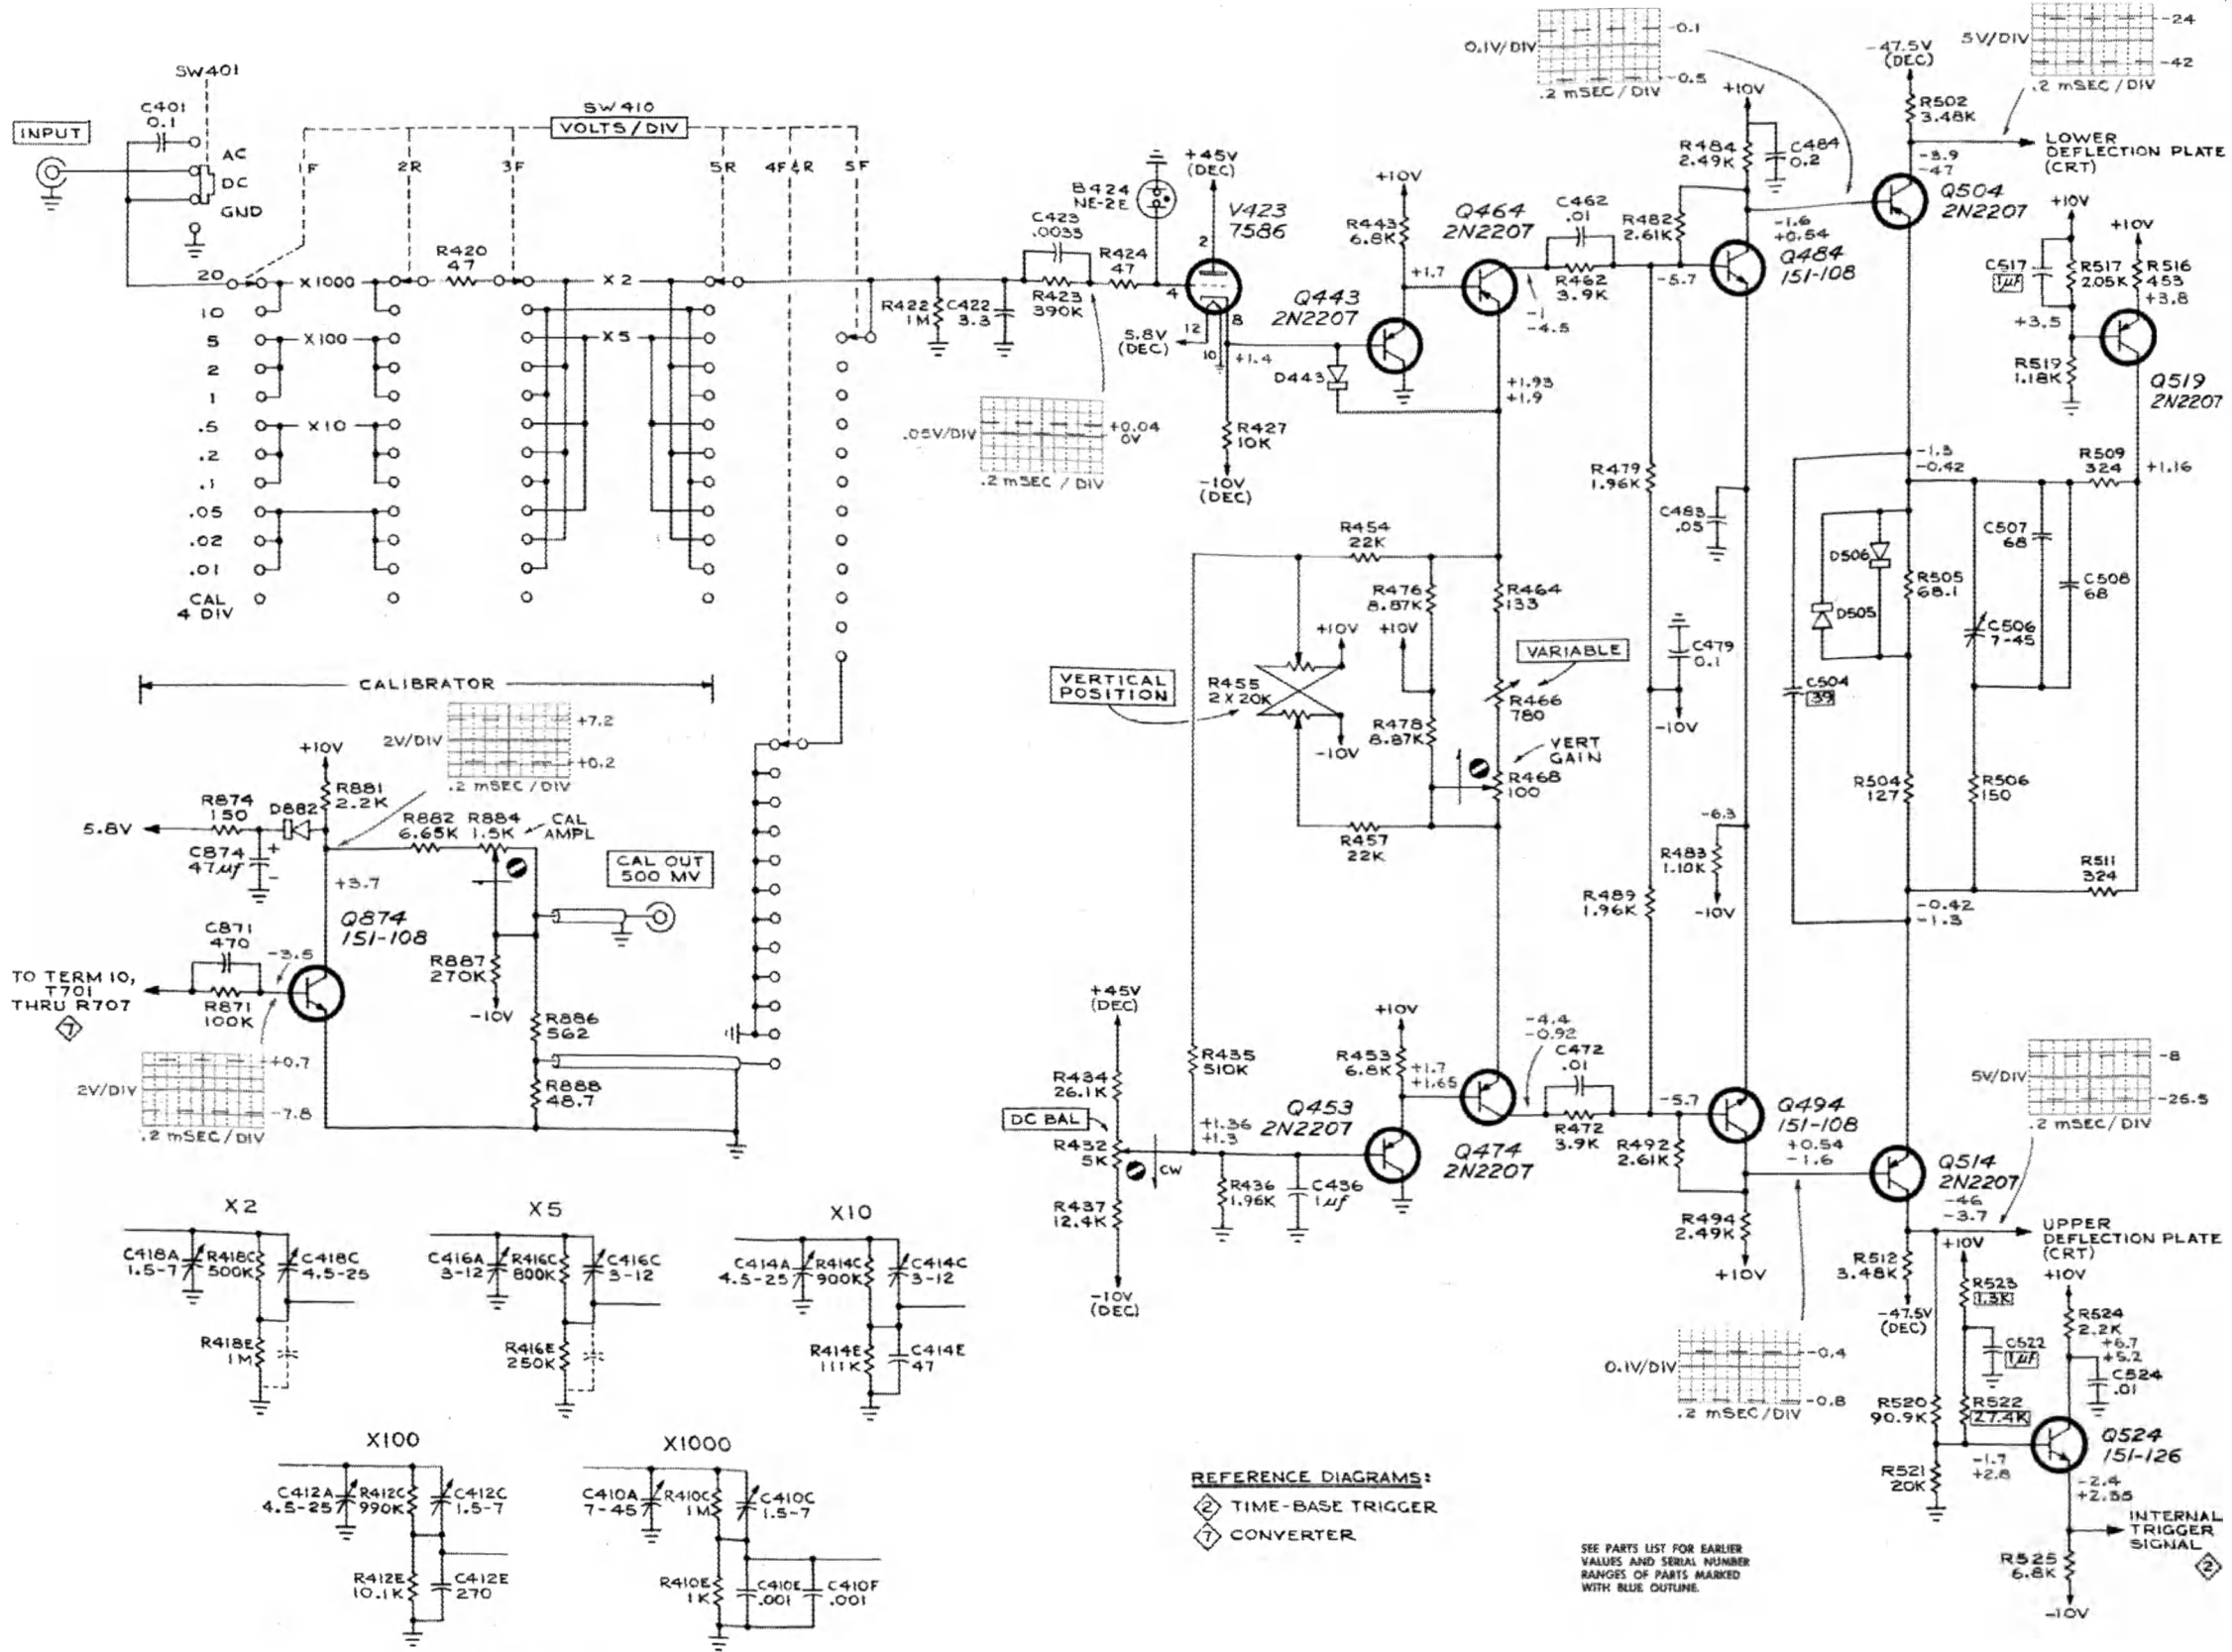 SW401
C401
0.1
INPUT
AC
DC
GND
SW 410
VOLTS/DIV
1F
2R
3F
5R
4F&R
5F
20
10
5
2
1
.5
.2
.1
.05
.02
.01
CAL
4 DIV
X1000
X100
X10
R420
47
X2
X5
R422
1M
C422
3.3
C423
.0033
R423
390K
R424
47
B424
NE-2E
+45V
(DEC)
V423
7586
2
4
12
8
10
5.8V
(DEC)
+1.4
R427
10K
-10V
(DEC)
.05V/DIV
+0.04
0V
.2 mSEC / DIV
+10V
R443
6.8K
+1.7
Q443
2N2207
D443
Q464
2N2207
C462
.01
R462
3.9K
-1
-4.5
+1.93
+1.9
0.1V/DIV
-0.1
-0.5
.2 mSEC / DIV
+10V
R484
2.49K
C484
0.2
R482
2.61K
-5.7
-1.6
+0.54
Q484
151-108
-47.5V
(DEC)
R502
3.48K
5V/DIV
-24
-42
.2 mSEC / DIV
LOWER
DEFLECTION PLATE
(CRT)
-3.9
-47
Q504
2N2207
+10V
C517
1µF
R517
2.05K
+10V
R516
453
+3.8
+3.5
R519
1.18K
Q519
2N2207
R509
324
+1.16
-1.3
-0.42
R479
1.96K
C483
.05
D506
D505
R505
68.1
C507
68
C508
68
C506
7-45
C504
39
R504
127
R506
150
R511
324
-0.42
-1.3
R454
22K
R476
8.87K
R464
133
+10V
+10V
VARIABLE
R466
780
VERTICAL
POSITION
R455
2 X 20K
R478
8.87K
-10V
VERT
GAIN
R468
100
R457
22K
C479
0.1
-10V
-6.3
R483
1.10K
-10V
R489
1.96K
CALIBRATOR
2V/DIV
+7.2
+0.2
.2 mSEC / DIV
+10V
R881
2.2K
R874
150
D882
5.8V
C874
47µf
+
-
R882
6.65K
R884
1.5K
CAL
AMPL
CAL OUT
500 MV
+3.7
Q874
151-108
C871
470
-3.5
R871
100K
TO TERM 10,
T701
THRU R707
7
R887
270K
-10V
R886
562
R888
48.7
2V/DIV
+0.7
-7.8
.2 mSEC / DIV
+45V
(DEC)
R434
26.1K
DC BAL
R432
5K
CW
R437
12.4K
-10V
(DEC)
R435
510K
+1.36
+1.3
R436
1.96K
C436
1µf
+10V
R453
6.8K
+1.7
+1.65
Q453
2N2207
Q474
2N2207
-4.4
-0.92
C472
.01
R472
3.9K
-5.7
R492
2.61K
Q494
151-108
+0.54
-1.6
R494
2.49K
+10V
0.1V/DIV
-0.4
-0.8
.2 mSEC/DIV
5V/DIV
-8
-26.5
.2 mSEC/DIV
Q514
2N2207
-46
-3.7
UPPER
DEFLECTION PLATE
(CRT)
R512
3.48K
-47.5V
(DEC)
+10V
R523
1.3K
C522
1µF
R522
27.4K
R520
90.9K
R521
20K
+10V
R524
2.2K
+6.7
+5.2
C524
.01
Q524
151-126
-1.7
+2.8
-2.4
+2.35
INTERNAL
TRIGGER
SIGNAL
2
R525
6.8K
-10V
X2
C418A
1.5-7
R418C
500K
C418C
4.5-25
R418E
1M
X5
C416A
3-12
R416C
800K
C416C
3-12
R416E
250K
X10
C414A
4.5-25
R414C
900K
C414C
3-12
R414E
111K
C414E
47
X100
C412A
4.5-25
R412C
990K
C412C
1.5-7
R412E
10.1K
C412E
270
X1000
C410A
7-45
R410C
1M
C410C
1.5-7
R410E
1K
C410E
.001
C410F
.001
REFERENCE DIAGRAMS:
2 TIME-BASE TRIGGER
7 CONVERTER
SEE PARTS LIST FOR EARLIER
VALUES AND SERIAL NUMBER
RANGES OF PARTS MARKED
WITH BLUE OUTLINE.